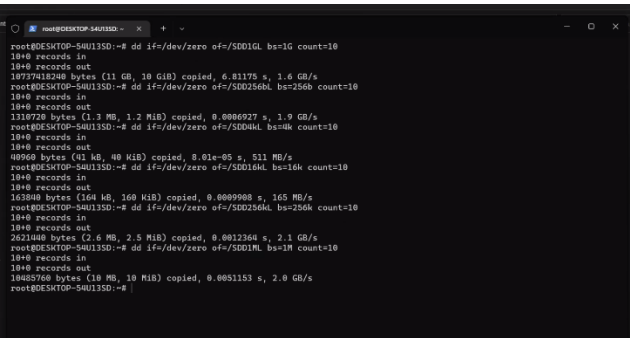 root@DESKTOP-54U13SD: ~
root@DESKTOP-54U13SD:~# dd if=/dev/zero of=/SDD1GL bs=1G count=10
10+0 records in
10+0 records out
10737418240 bytes (11 GB, 10 GiB) copied, 6.81175 s, 1.6 GB/s
root@DESKTOP-54U13SD:~# dd if=/dev/zero of=/SDD256bL bs=256b count=10
10+0 records in
10+0 records out
1310720 bytes (1.3 MB, 1.2 MiB) copied, 0.0006927 s, 1.9 GB/s
root@DESKTOP-54U13SD:~# dd if=/dev/zero of=/SDD4kL bs=4k count=10
10+0 records in
10+0 records out
40960 bytes (41 kB, 40 KiB) copied, 8.01e-05 s, 511 MB/s
root@DESKTOP-54U13SD:~# dd if=/dev/zero of=/SDD16kL bs=16k count=10
10+0 records in
10+0 records out
163840 bytes (164 kB, 160 KiB) copied, 0.0009908 s, 165 MB/s
root@DESKTOP-54U13SD:~# dd if=/dev/zero of=/SDD256kL bs=256k count=10
10+0 records in
10+0 records out
2621440 bytes (2.6 MB, 2.5 MiB) copied, 0.0012364 s, 2.1 GB/s
root@DESKTOP-54U13SD:~# dd if=/dev/zero of=/SDD1ML bs=1M count=10
10+0 records in
10+0 records out
10485760 bytes (10 MB, 10 MiB) copied, 0.0051153 s, 2.0 GB/s
root@DESKTOP-54U13SD:~#